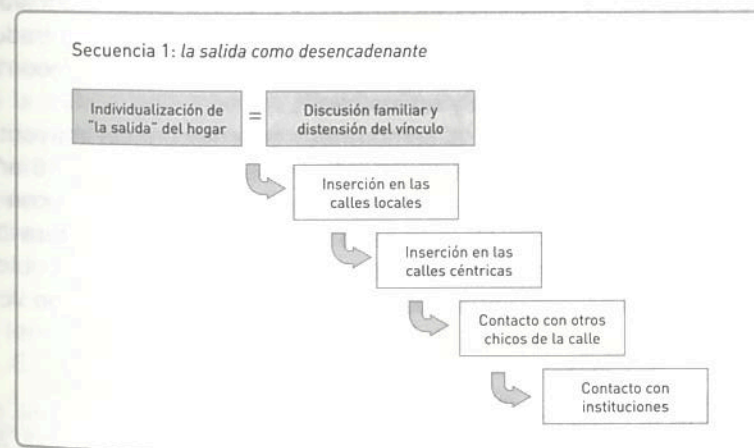 Secuencia 1: la salida como desencadenante
Individualización de
"la salida" del hogar
=
Discusión familiar y
distensión del vínculo
Inserción en las
calles locales
Inserción en las
calles céntricas
Contacto con otros
chicos de la calle
Contacto con
instituciones